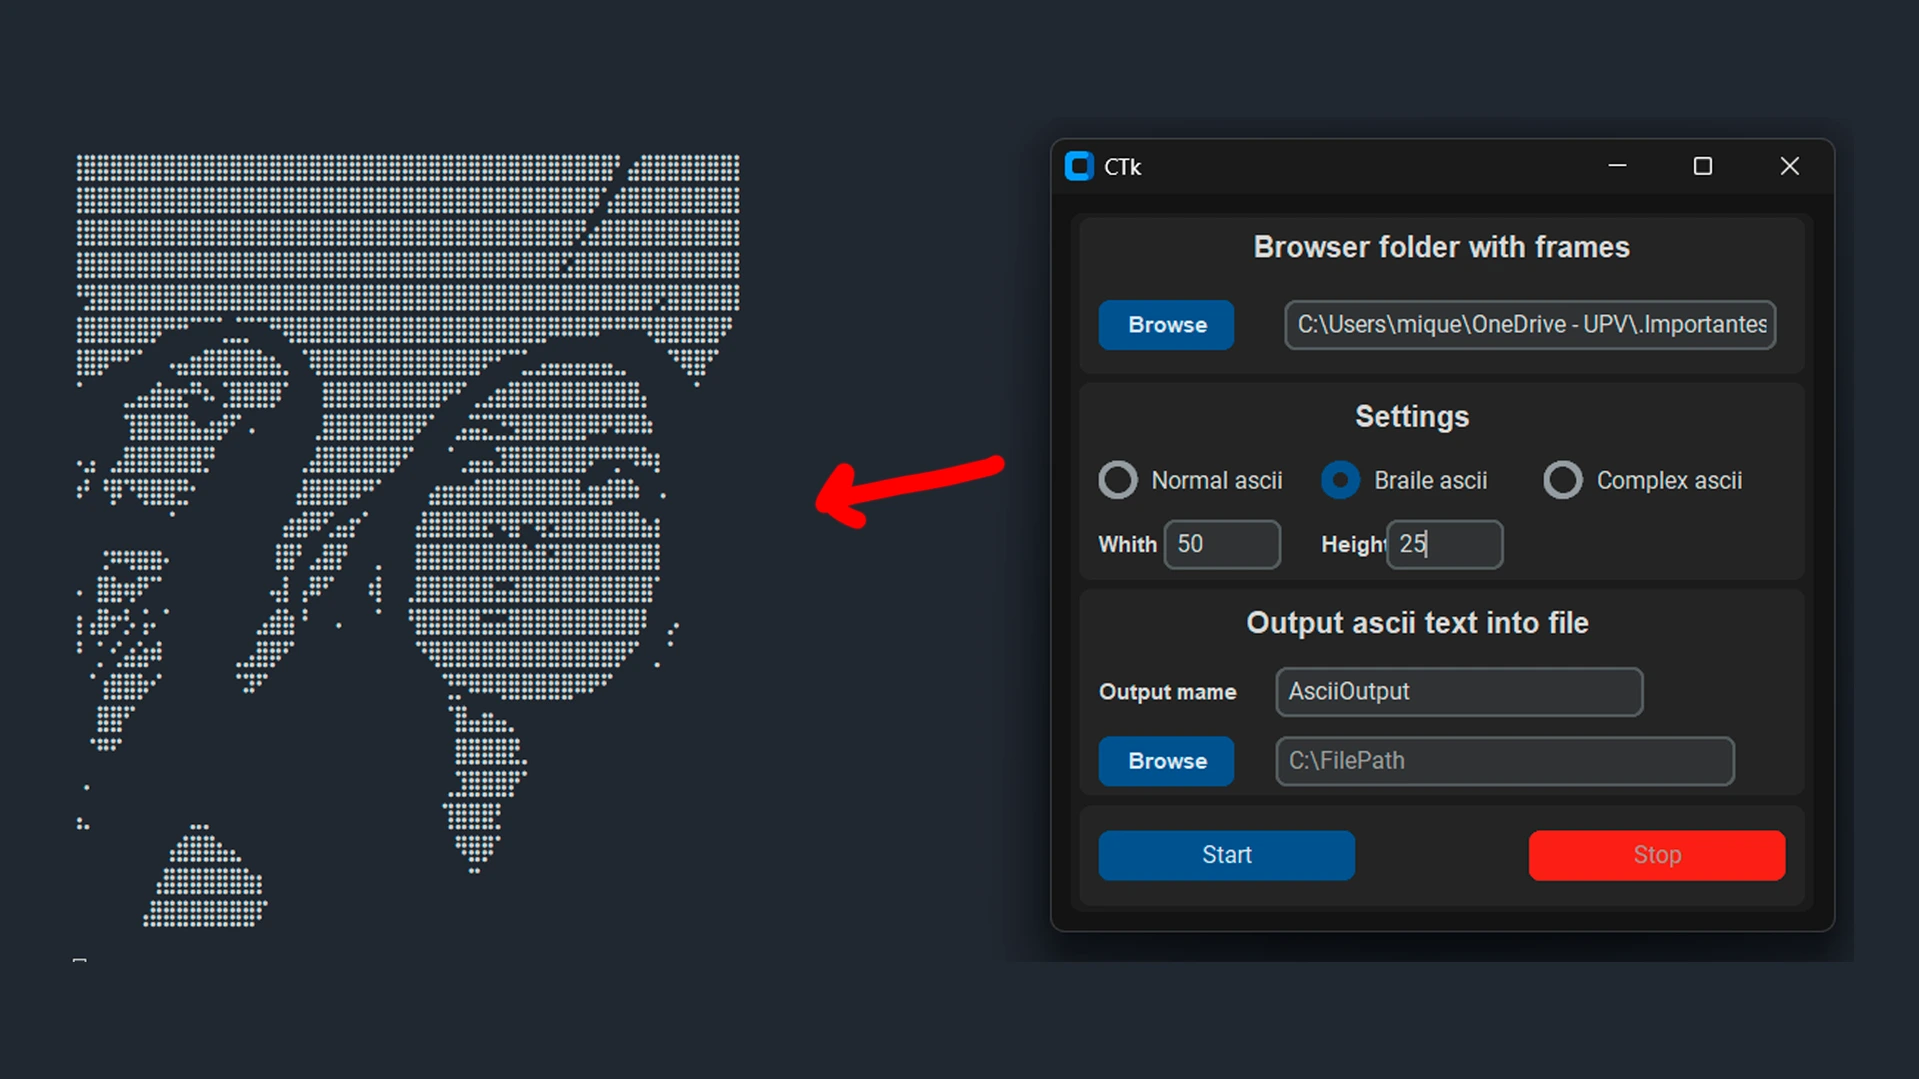 CTk
Browser folder with frames
Browse
C:\Users\mique\OneDrive - UPV\.Importantes
Settings
Normal ascii
Braile ascii
Complex ascii
Whith
50
Height
25
Output ascii text into file
Output mame
AsciiOutput
Browse
C:\FilePath
Start
Stop